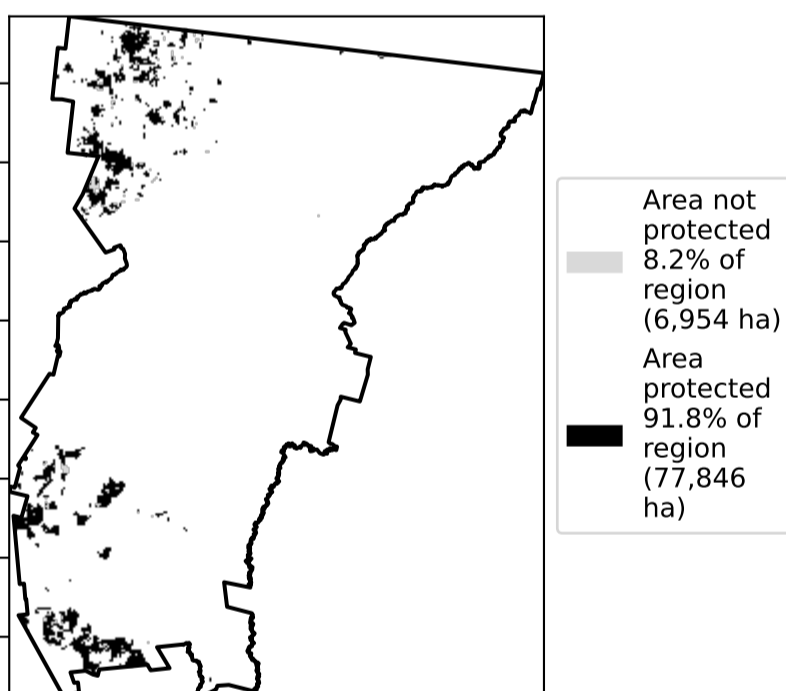 Area not
protected
8.2% of
region
(6,954 ha)
Area
protected
91.8% of
region
(77,846
ha)